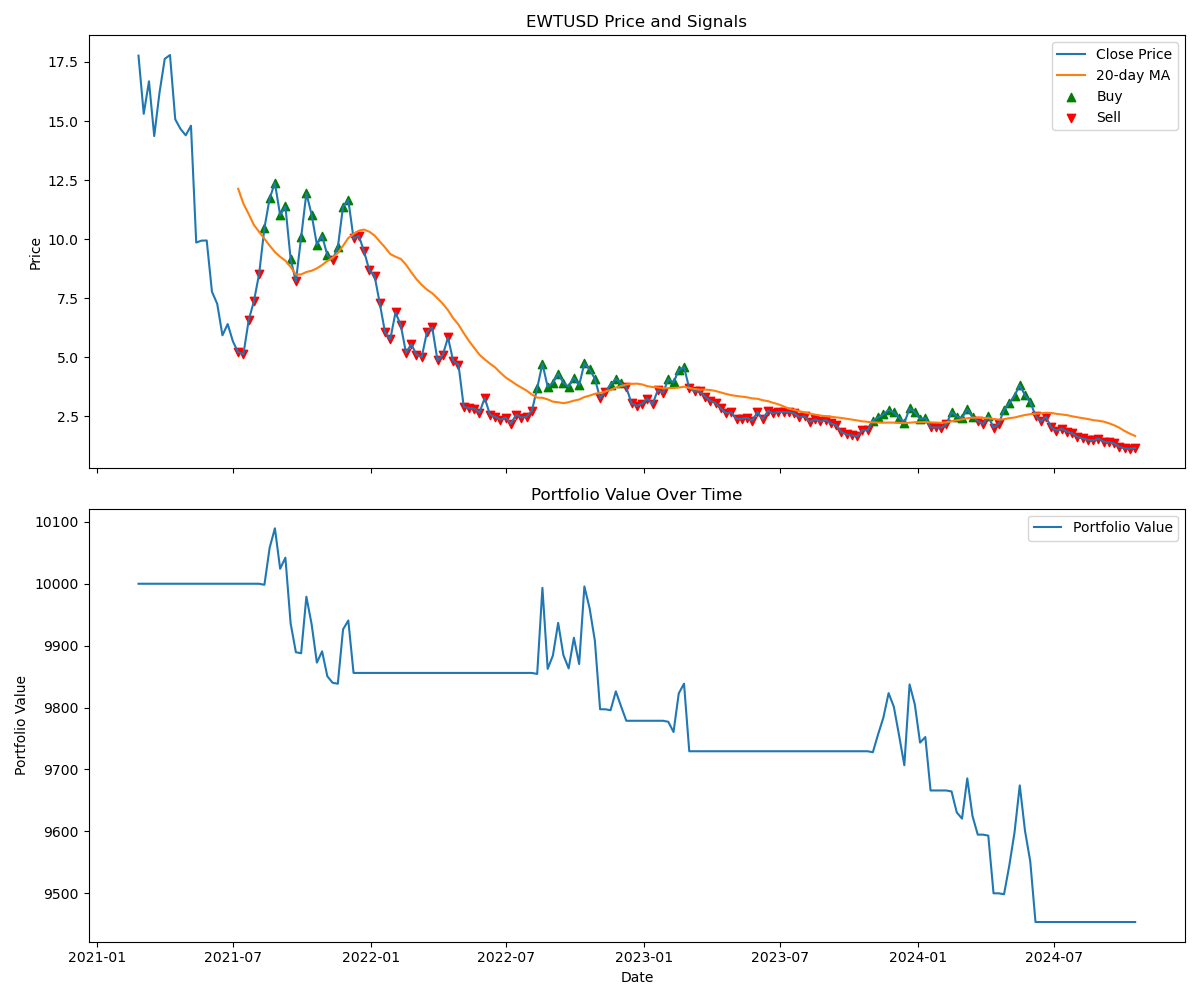 EWTUSD Price and Signals
Price
17.5
15.0
12.5
10.0
7.5
5.0
2.5
Close Price
20-day MA
Buy
Sell
Portfolio Value Over Time
Portfolio Value
10100
10000
9900
9800
9700
9600
9500
Portfolio Value
2021-01 2021-07 2022-01 2022-07 2023-01 2023-07 2024-01 2024-07
Date